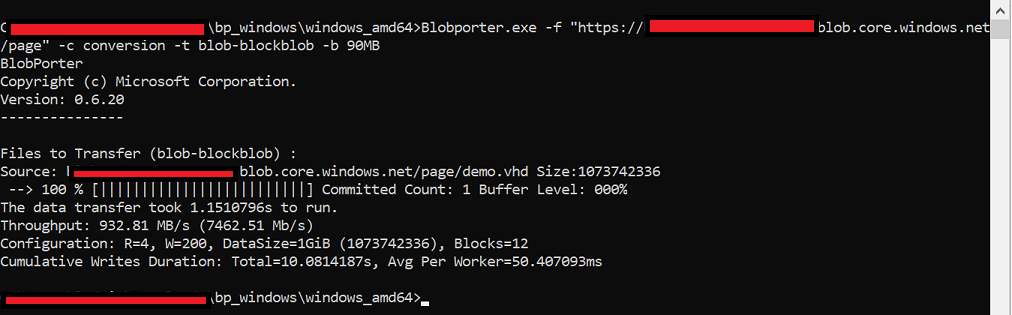 C \bp_windows\windows_amd64>Blobporter.exe -f "https:// blob.core.windows.net
/page" -c conversion -t blob-blockblob -b 90MB
BlobPorter
Copyright (c) Microsoft Corporation.
Version: 0.6.20
---------------
Files to Transfer (blob-blockblob) :
Source: blob.core.windows.net/page/demo.vhd Size:1073742336
--> 100 % [||||||||||||||||||||||||||] Committed Count: 1 Buffer Level: 000%
The data transfer took 1.1510796s to run.
Throughput: 932.81 MB/s (7462.51 Mb/s)
Configuration: R=4, W=200, DataSize=1GiB (1073742336), Blocks=12
Cumulative Writes Duration: Total=10.0814187s, Avg Per Worker=50.407093ms
\bp_windows\windows_amd64>